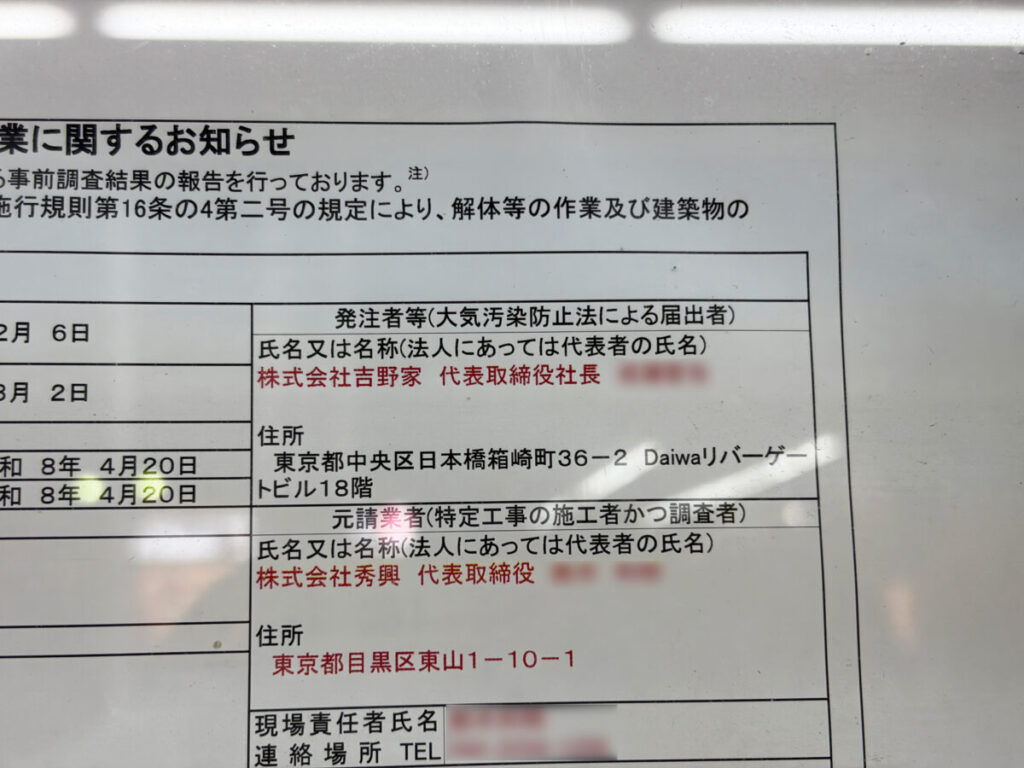 業に関するお知らせ
る事前調査結果の報告を行っております。注）
施行規則第16条の4第二号の規定により、解体等の作業及び建築物の
発注者等(大気汚染防止法による届出者)
2月 6日
氏名又は名称(法人にあっては代表者の氏名)
株式会社吉野家 代表取締役社長
月 2日
住所
和 8年 4月20日
東京都中央区日本橋箱崎町36－2 Daiwaリバーゲー
トビル18階
和 8年 4月20日
元請業者(特定工事の施工者かつ調査者)
氏名又は名称(法人にあっては代表者の氏名)
株式会社秀興 代表取締役
住所
東京都目黒区東山1－10－1
現場責任者氏名
連絡場所 TEL